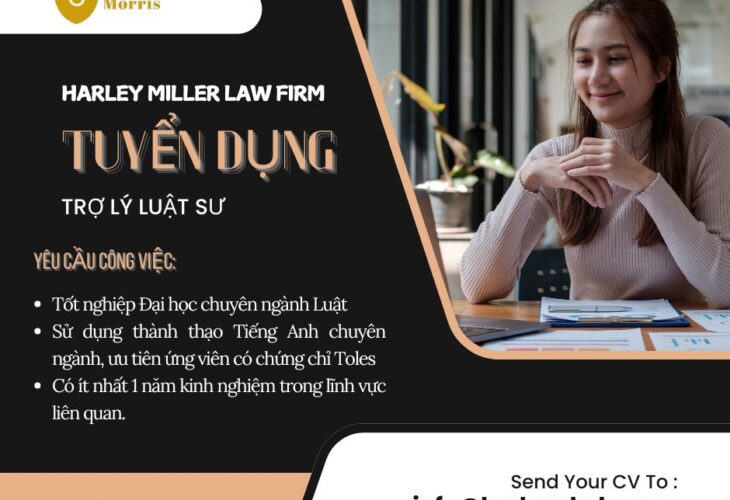 Morris
HARLEY MILLER LAW FIRM
TUYỂN DỤNG
TRỢ LÝ LUẬT SƯ
YÊU CẦU CÔNG VIỆC:
• Tốt nghiệp Đại học chuyên ngành Luật
• Sử dụng thành thạo Tiếng Anh chuyên
ngành, ưu tiên ứng viên có chứng chỉ Toles
• Có ít nhất 1 năm kinh nghiệm trong lĩnh vực
liên quan.
Send Your CV To :